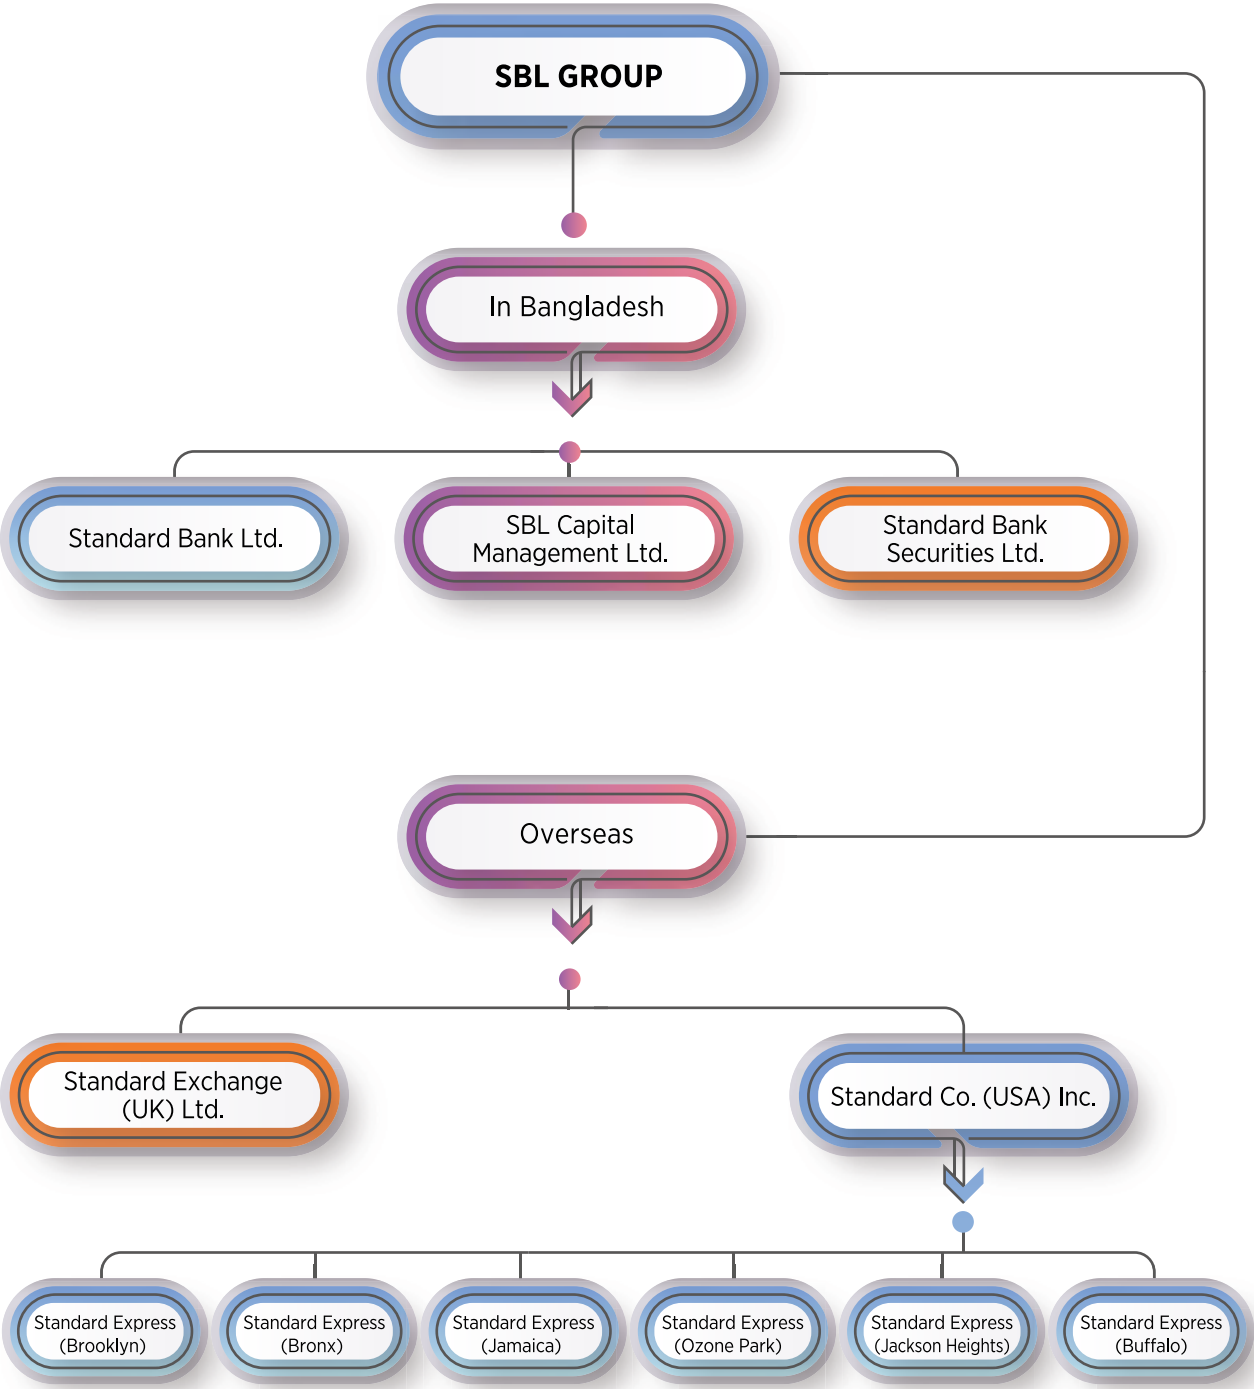 SBL GROUP
In Bangladesh
Standard Bank Ltd.
SBL Capital
Management Ltd.
Standard Bank
Securities Ltd.
Overseas
Standard Exchange
(UK) Ltd.
Standard Co. (USA) Inc.
Standard Express
(Brooklyn)
Standard Express
(Bronx)
Standard Express
(Jamaica)
Standard Express
(Ozone Park)
Standard Express
(Jackson Heights)
Standard Express
(Buffalo)